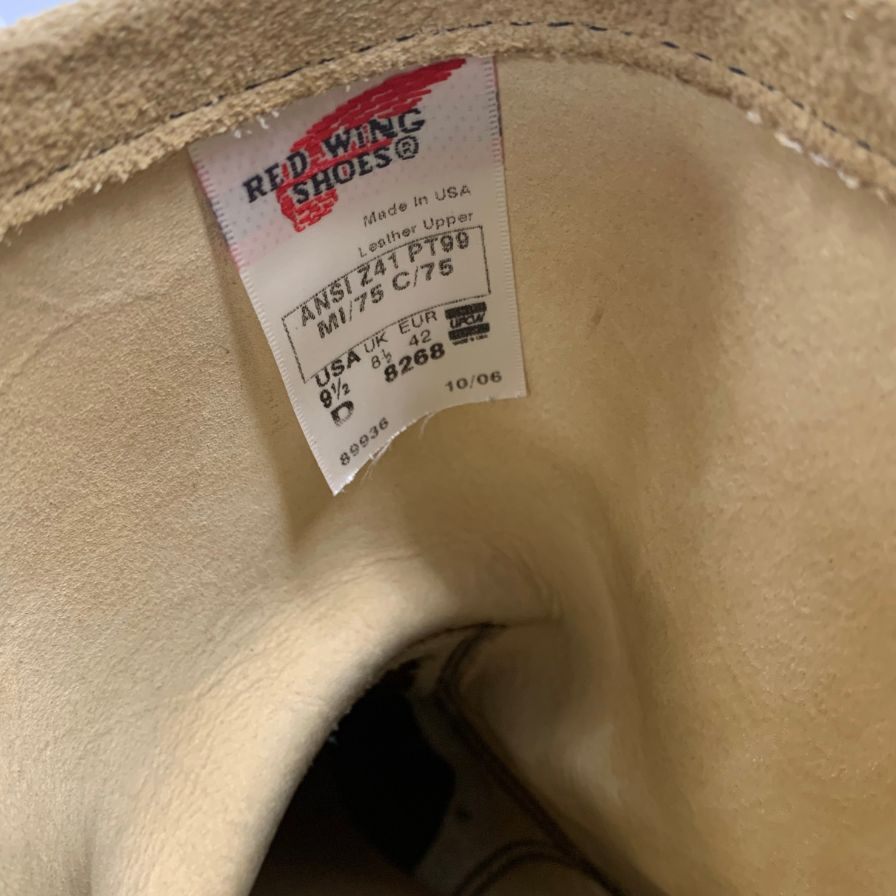 RED WING
SHOES®
Made In USA
Leather Upper
ANSI Z41 PT99
MI/75 C/75
USA UK EUR
9½ 8½ 42
D 8268
UFCW
89936 10/06